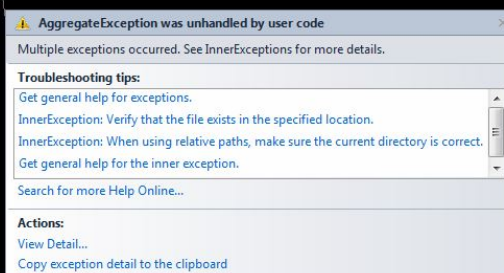 AggregateException was unhandled by user code
Multiple exceptions occurred. See InnerExceptions for more details.
Troubleshooting tips:
Get general help for exceptions.
InnerException: Verify that the file exists in the specified location.
InnerException: When using relative paths, make sure the current directory is correct.
Get general help for the inner exception.
Search for more Help Online...
Actions:
View Detail...
Copy exception detail to the clipboard